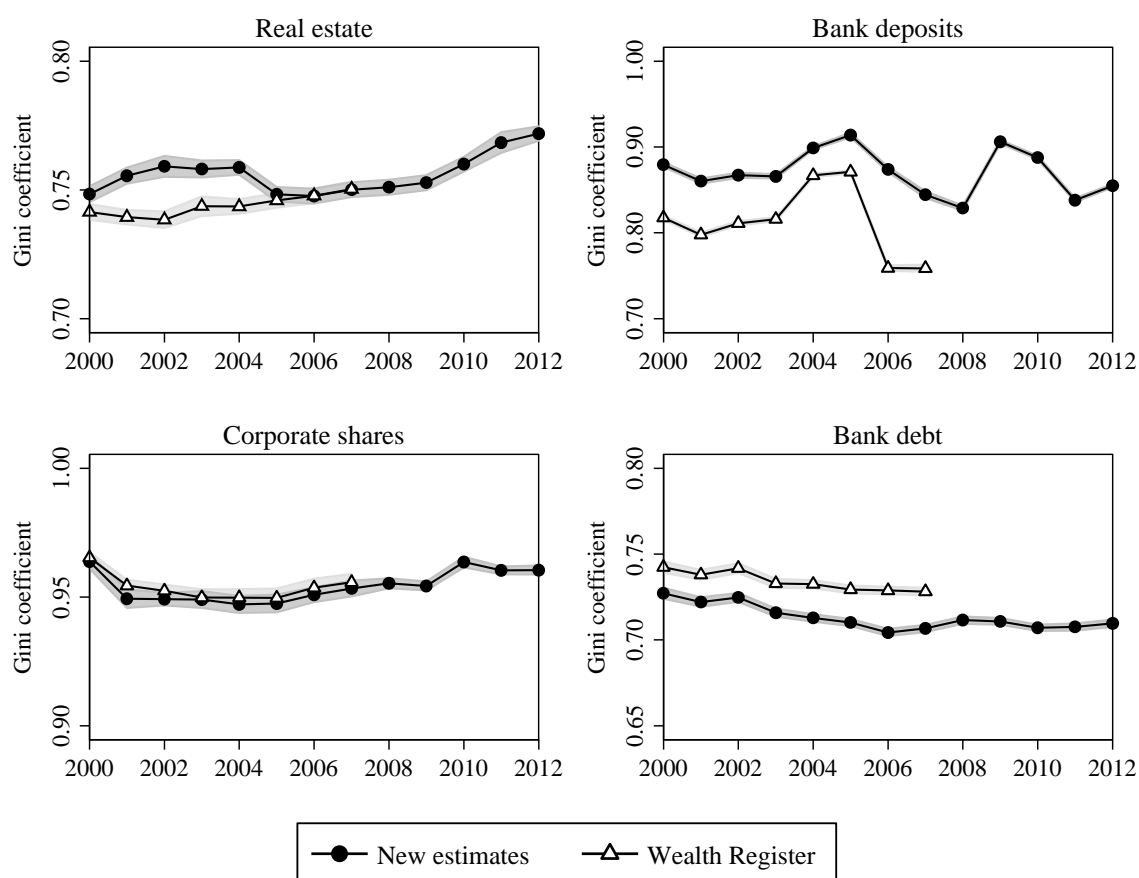 Real estate
Gini coefficient
0.80
0.75
0.70
2000 2002 2004 2006 2008 2010 2012
Bank deposits
Gini coefficient
1.00
0.90
0.80
0.70
2000 2002 2004 2006 2008 2010 2012
Corporate shares
Gini coefficient
1.00
0.95
0.90
2000 2002 2004 2006 2008 2010 2012
Bank debt
Gini coefficient
0.80
0.75
0.70
0.65
2000 2002 2004 2006 2008 2010 2012
New estimates Wealth Register